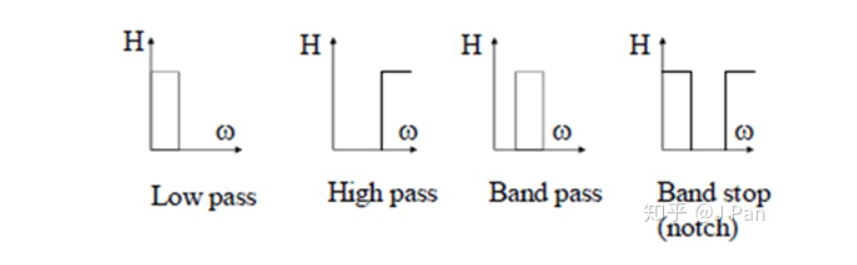 H
ω
Low pass
H
ω
High pass
H
ω
Band pass
H
ω
Band stop
(notch)
知乎 @J Pan